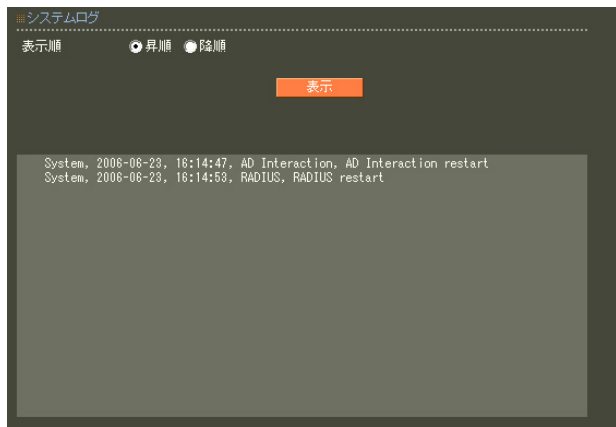 システムログ
表示順 昇順 降順
表示
System, 2006-06-23, 16:14:47, AD Interaction, AD Interaction restart
System, 2006-06-23, 16:14:53, RADIUS, RADIUS restart